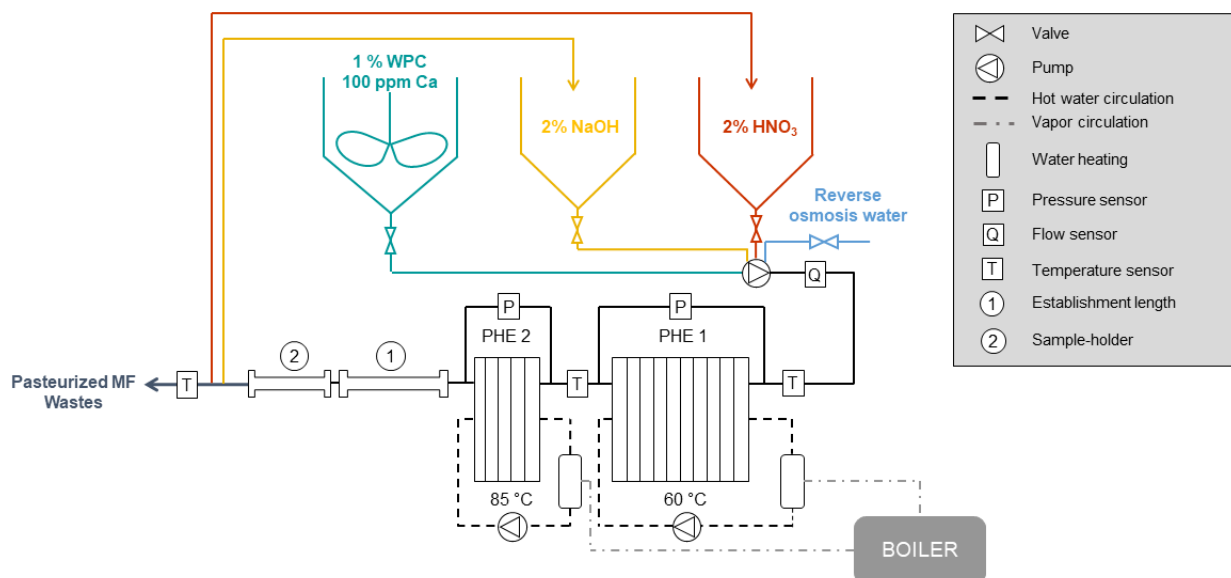 1 % WPC
100 ppm Ca
2% NaOH
2% HNO₃
Reverse
osmosis water
Q
P
P
PHE 2
PHE 1
2
1
T
T
T
Pasteurized MF
Wastes
85 °C
60 °C
BOILER
Valve
Pump
Hot water circulation
Vapor circulation
Water heating
P Pressure sensor
Q Flow sensor
T Temperature sensor
1 Establishment length
2 Sample-holder